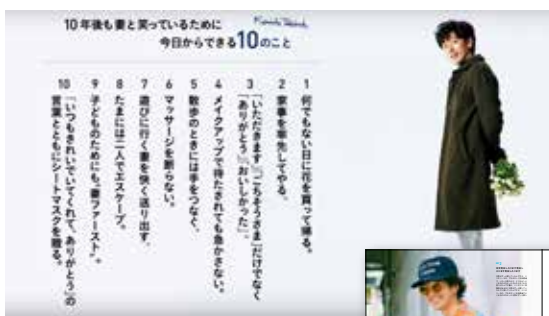 10年後も妻と笑っているために
今日からできる10のこと
1 何でもない日に花を買って帰る。
2 家事を率先してやる。
3 「いただきます」「ごちそうさま」だけでなく
「ありがとう」「おいしかった」。
4 メイクアップで待たされても急かさない。
5 散歩のときには手をつなぐ。
6 マッサージを断らない。
7 遊びに行く妻を快く送り出す。
8 たまには二人でエスケープ。
9 子どものためにも、「妻ファースト」。
10 「いつもきれいでいてくれて、ありがとう」の
言葉とともにシートマスクを贈る。